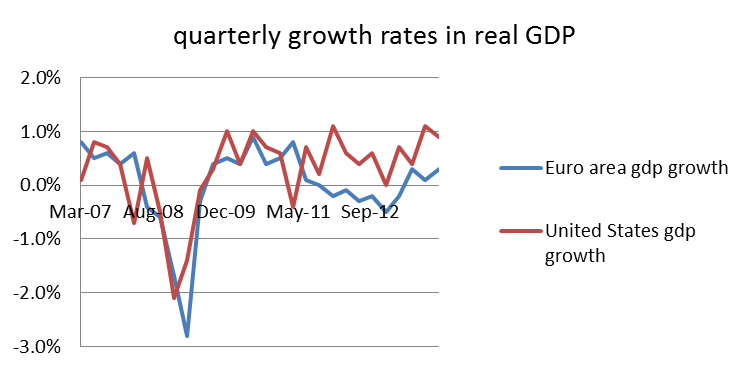 quarterly growth rates in real GDP
2.0%
1.0%
0.0%
Mar-07 Aug-08 Dec-09 May-11 Sep-12
-1.0%
-2.0%
-3.0%
Euro area gdp growth
United States gdp
growth